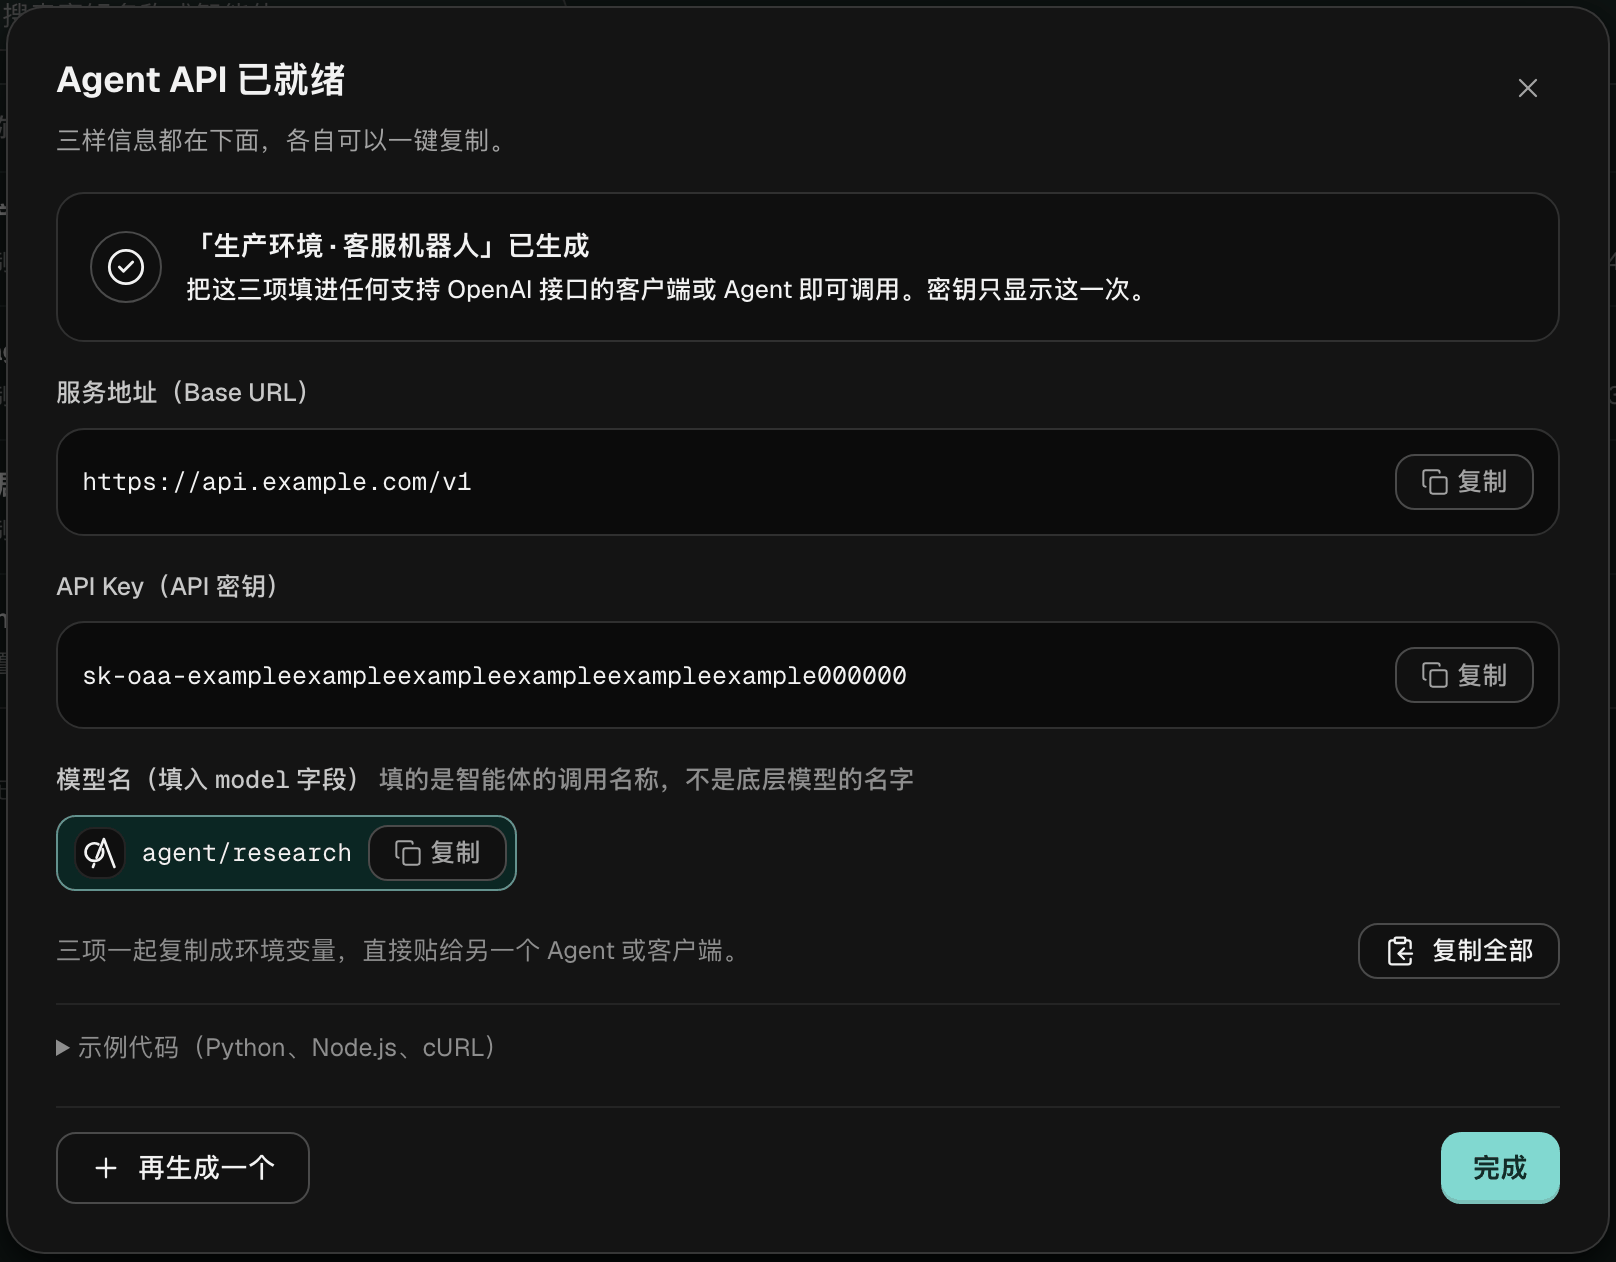 Agent API 已就绪
三样信息都在下面，各自可以一键复制。
「生产环境 · 客服机器人」已生成
把这三项填进任何支持 OpenAI 接口的客户端或 Agent 即可调用。密钥只显示这一次。
服务地址（Base URL）
https://api.example.com/v1
复制
API Key（API 密钥）
sk-oaa-exampleexampleexampleexampleexampleexample000000
复制
模型名（填入 model 字段） 填的是智能体的调用名称，不是底层模型的名字
agent/research
复制
三项一起复制成环境变量，直接贴给另一个 Agent 或客户端。
复制全部
示例代码（Python、Node.js、cURL）
再生成一个
完成